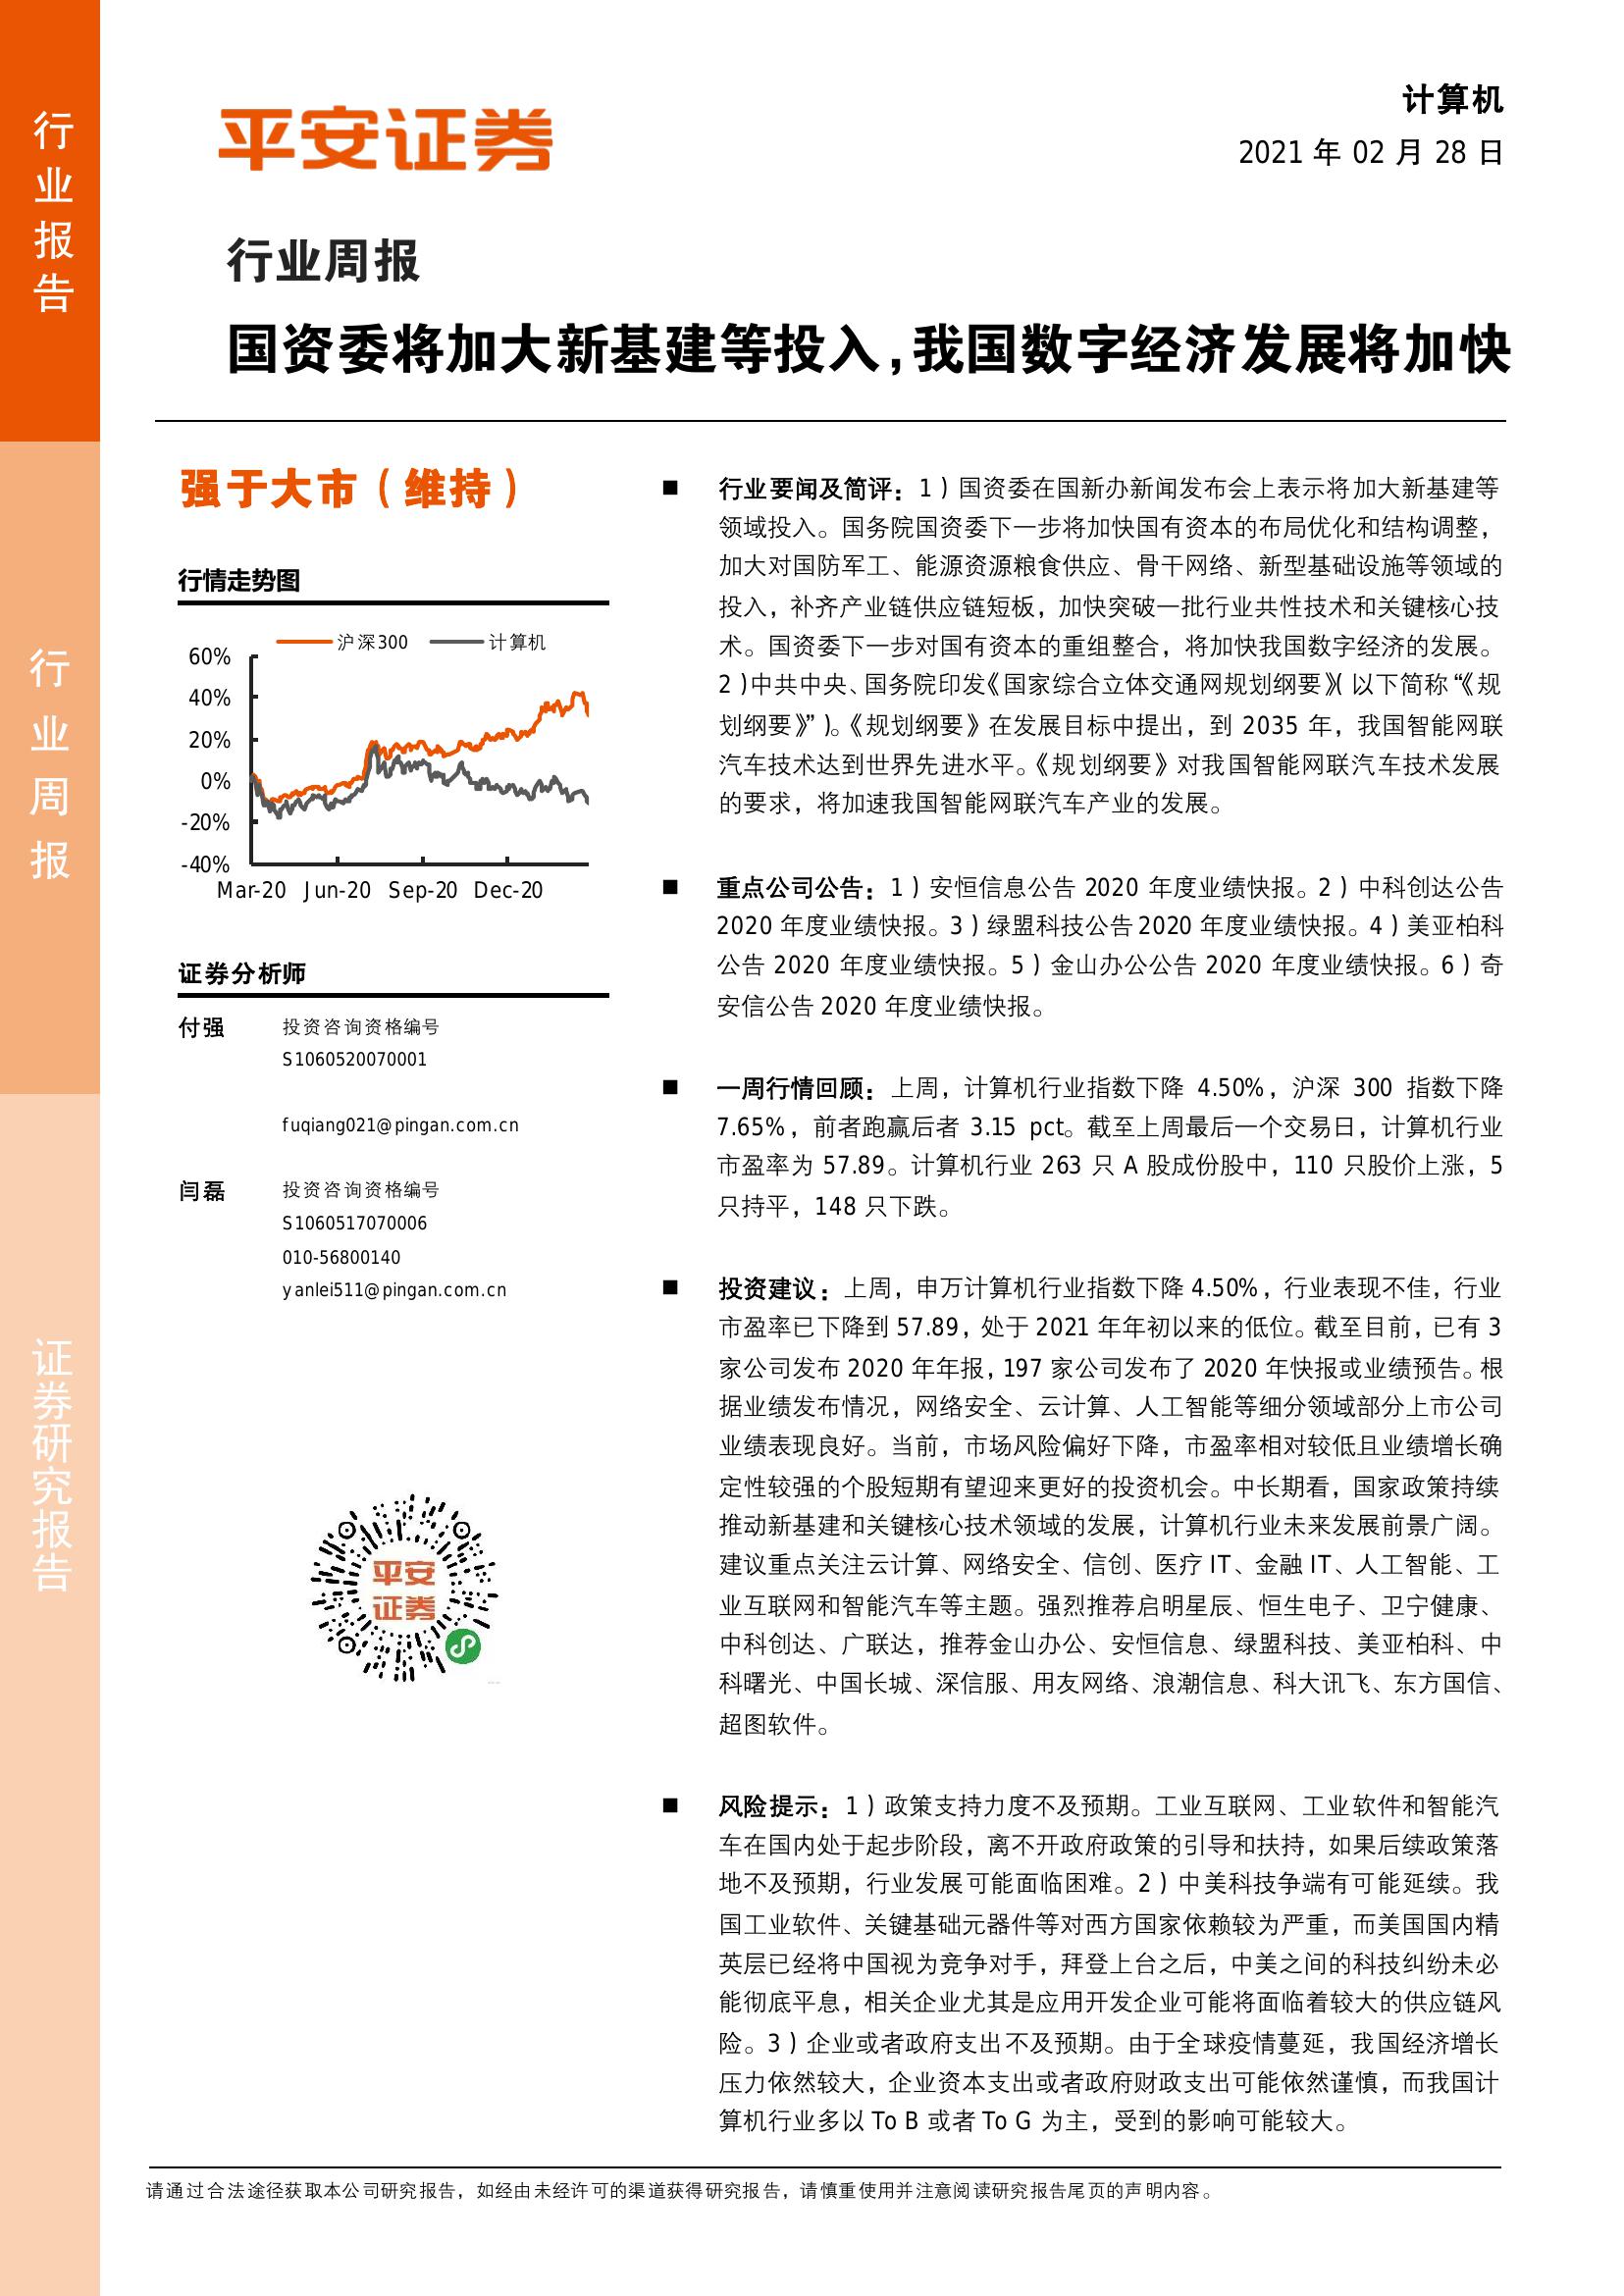 行业报告
行业周报
证券研究报告
平安证券
计算机
2021 年 02 月 28 日
行业周报
国资委将加大新基建等投入,我国数字经济发展将加快
强于大市（维持）
行情走势图
沪深300 计算机
60%
40%
20%
0%
-20%
-40%
Mar-20 Jun-20 Sep-20 Dec-20
证券分析师
付强 投资咨询资格编号
S1060520070001
fuqiang021@pingan.com.cn
闫磊 投资咨询资格编号
S1060517070006
010-56800140
yanlei511@pingan.com.cn
平安
证券
■ 行业要闻及简评：1）国资委在国新办新闻发布会上表示将加大新基建等
领域投入。国务院国资委下一步将加快国有资本的布局优化和结构调整，
加大对国防军工、能源资源粮食供应、骨干网络、新型基础设施等领域的
投入，补齐产业链供应链短板，加快突破一批行业共性技术和关键核心技
术。国资委下一步对国有资本的重组整合，将加快我国数字经济的发展。
2）中共中央、国务院印发《国家综合立体交通网规划纲要》（以下简称“《规
划纲要》”）。《规划纲要》在发展目标中提出，到 2035 年，我国智能网联
汽车技术达到世界先进水平。《规划纲要》对我国智能网联汽车技术发展
的要求，将加速我国智能网联汽车产业的发展。
■ 重点公司公告：1）安恒信息公告 2020 年度业绩快报。2）中科创达公告
2020 年度业绩快报。3）绿盟科技公告 2020 年度业绩快报。4）美亚柏科
公告 2020 年度业绩快报。5）金山办公公告 2020 年度业绩快报。6）奇
安信公告 2020 年度业绩快报。
■ 一周行情回顾：上周，计算机行业指数下降 4.50%，沪深 300 指数下降
7.65%，前者跑赢后者 3.15 pct。截至上周最后一个交易日，计算机行业
市盈率为 57.89。计算机行业 263 只 A 股成份股中，110 只股价上涨，5
只持平，148 只下跌。
■ 投资建议：上周，申万计算机行业指数下降 4.50%，行业表现不佳，行业
市盈率已下降到 57.89，处于 2021 年年初以来的低位。截至目前，已有 3
家公司发布 2020 年年报，197 家公司发布了 2020 年快报或业绩预告。根
据业绩发布情况，网络安全、云计算、人工智能等细分领域部分上市公司
业绩表现良好。当前，市场风险偏好下降，市盈率相对较低且业绩增长确
定性较强的个股短期有望迎来更好的投资机会。中长期看，国家政策持续
推动新基建和关键核心技术领域的发展，计算机行业未来发展前景广阔。
建议重点关注云计算、网络安全、信创、医疗 IT、金融 IT、人工智能、工
业互联网和智能汽车等主题。强烈推荐启明星辰、恒生电子、卫宁健康、
中科创达、广联达，推荐金山办公、安恒信息、绿盟科技、美亚柏科、中
科曙光、中国长城、深信服、用友网络、浪潮信息、科大讯飞、东方国信、
超图软件。
■ 风险提示：1）政策支持力度不及预期。工业互联网、工业软件和智能汽
车在国内处于起步阶段，离不开政府政策的引导和扶持，如果后续政策落
地不及预期，行业发展可能面临困难。2）中美科技争端有可能延续。我
国工业软件、关键基础元器件等对西方国家依赖较为严重，而美国国内精
英层已经将中国视为竞争对手，拜登上台之后，中美之间的科技纠纷未必
能彻底平息，相关企业尤其是应用开发企业可能将面临着较大的供应链风
险。3）企业或者政府支出不及预期。由于全球疫情蔓延，我国经济增长
压力依然较大，企业资本支出或者政府财政支出可能依然谨慎，而我国计
算机行业多以 To B 或者 To G 为主，受到的影响可能较大。
请通过合法途径获取本公司研究报告，如经由未经许可的渠道获得研究报告，请慎重使用并注意阅读研究报告尾页的声明内容。